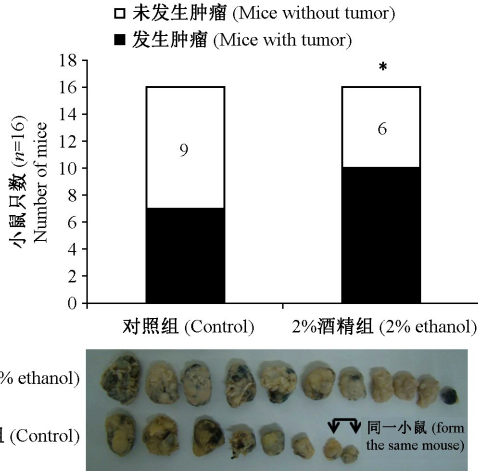 未发生肿瘤 (Mice without tumor)
发生肿瘤 (Mice with tumor)
小鼠只数 (n=16)
Number of mice
18
16
14
12
10
8
6
4
2
0
*
9
6
对照组 (Control)
2%酒精组 (2% ethanol)
% ethanol)
组 (Control)
同一小鼠 (form
the same mouse)